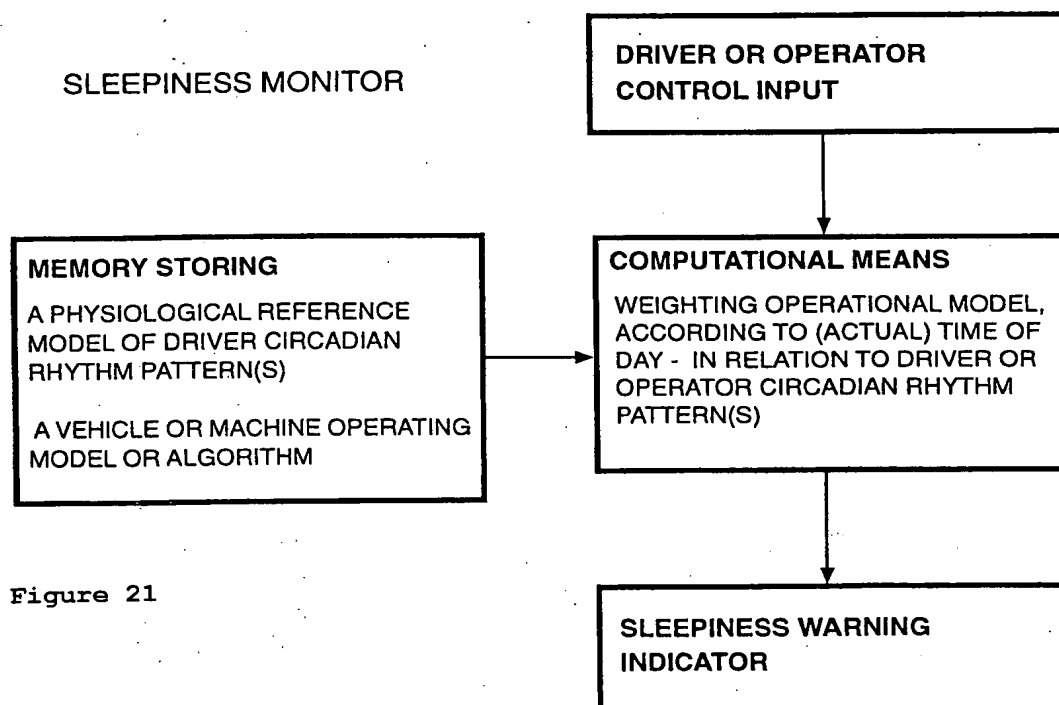 SLEEPINESS MONITOR
DRIVER OR OPERATOR
CONTROL INPUT
MEMORY STORING
A PHYSIOLOGICAL REFERENCE
MODEL OF DRIVER CIRCADIAN
RHYTHM PATTERN(S)
A VEHICLE OR MACHINE OPERATING
MODEL OR ALGORITHM
COMPUTATIONAL MEANS
WEIGHTING OPERATIONAL MODEL,
ACCORDING TO (ACTUAL) TIME OF
DAY - IN RELATION TO DRIVER OR
OPERATOR CIRCADIAN RHYTHM
PATTERN(S)
SLEEPINESS WARNING
INDICATOR
Figure 21